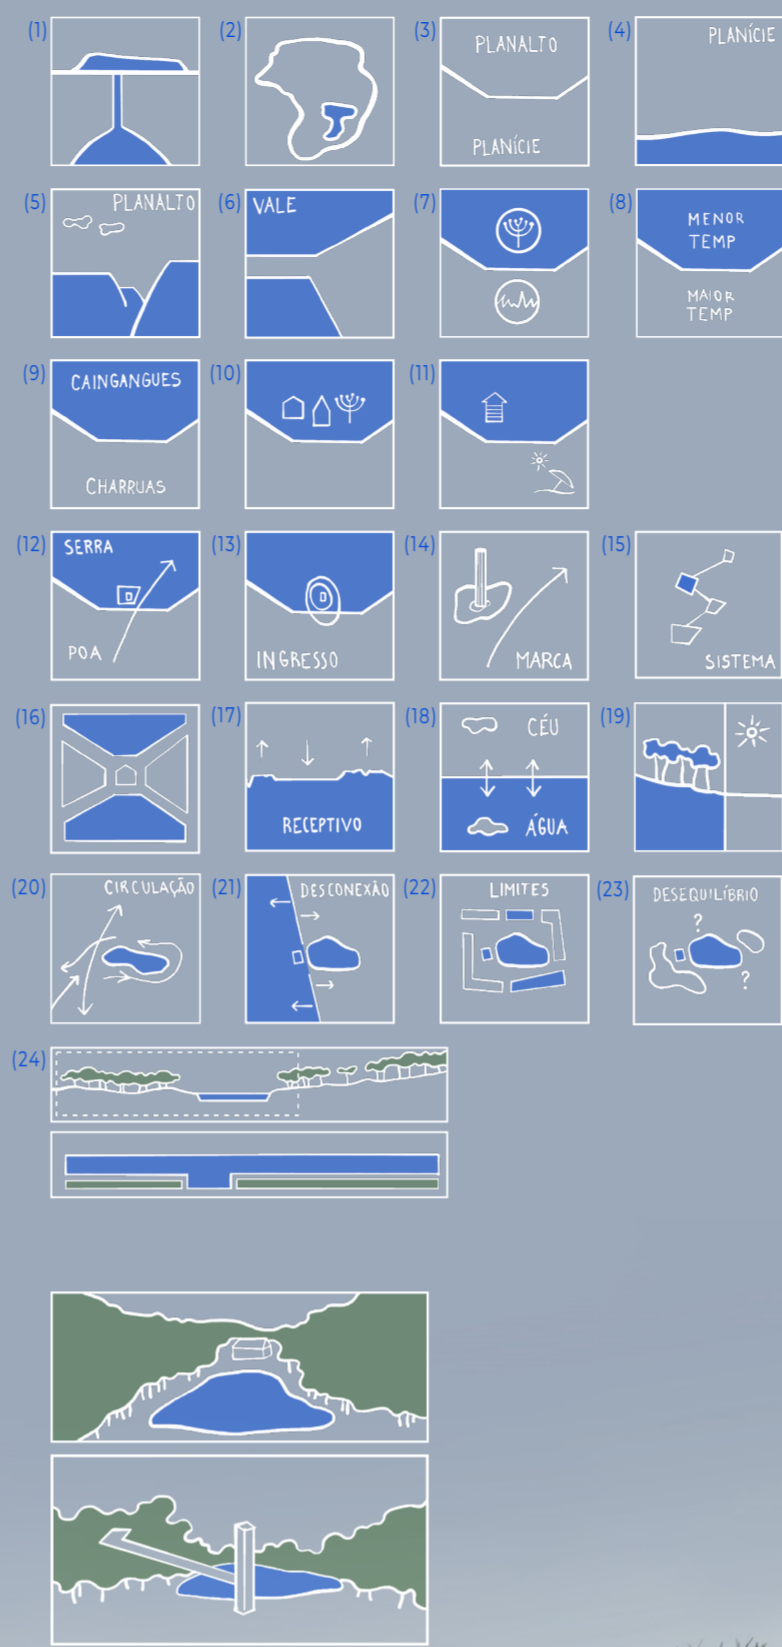 (1)
(2)
(3)
PLANALTO
PLANÍCIE
(4)
PLANÍCIE
(5)
PLANALTO
(6)
VALE
(7)
(8)
MENOR
TEMP
MAIOR
TEMP
(9)
CAINGANGUES
CHARRUAS
(10)
(11)
(12)
SERRA
POA
(13)
INGRESSO
(14)
MARCA
(15)
SISTEMA
(16)
(17)
RECEPTIVO
(18)
CÉU
ÁGUA
(19)
(20)
CIRCULAÇÃO
(21)
DESCONEXÃO
(22)
LIMITES
(23)
DESEQUILÍBRIO
?
?
(24)